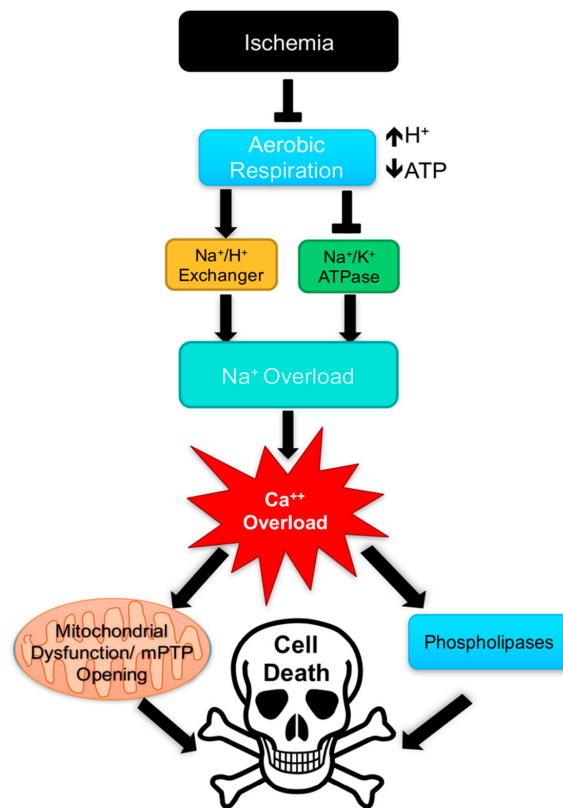 Ischemia
Aerobic
Respiration
↑H⁺
↓ATP
Na⁺/H⁺
Exchanger
Na⁺/K⁺
ATPase
Na⁺ Overload
Ca⁺⁺
Overload
Mitochondrial
Dysfunction/ mPTP
Opening
Cell
Death
Phospholipases